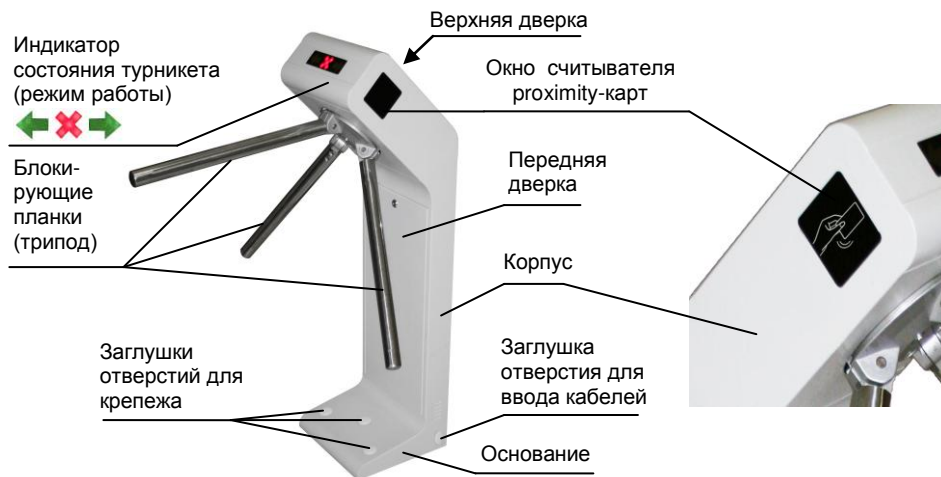 Верхняя дверка
Индикатор
состояния турникета
(режим работы)
Окно считывателя
proximity-карт
Блоки-
рующие
планки
(трипод)
Передняя
дверка
Корпус
Заглушки
отверстий для
крепежа
Заглушка
отверстия для
ввода кабелей
Основание